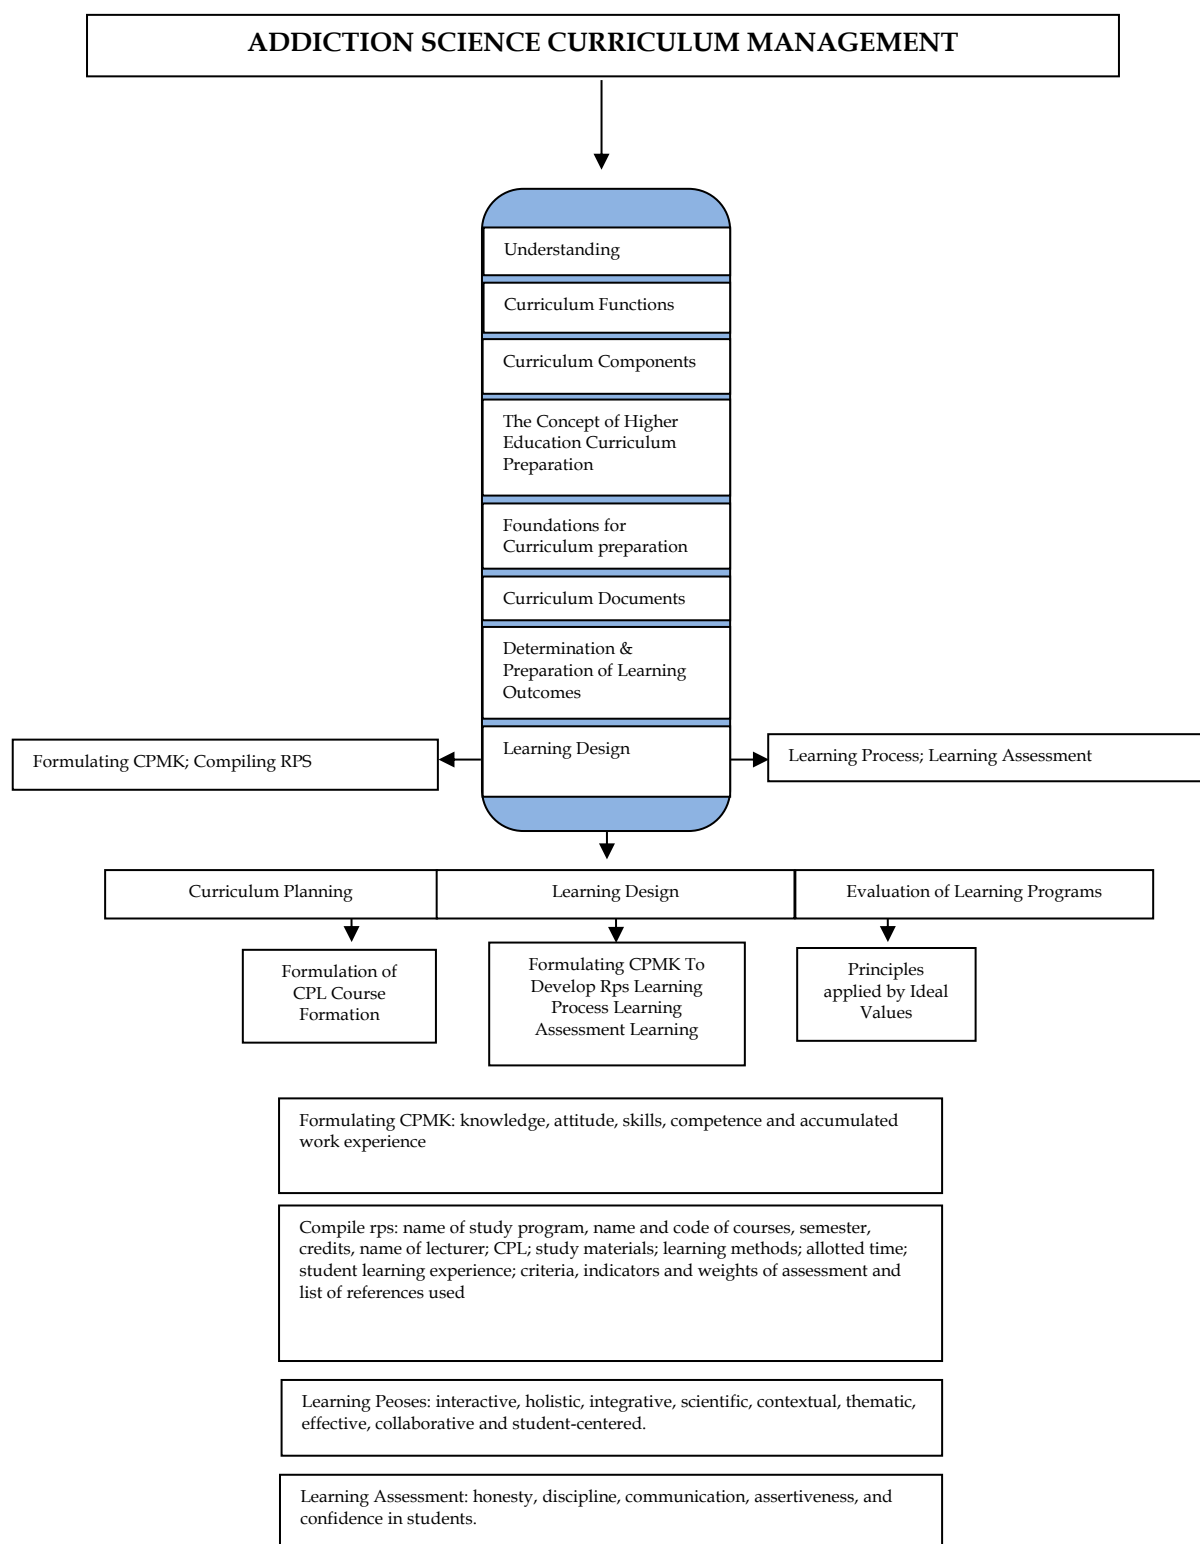 ADDICTION SCIENCE CURRICULUM MANAGEMENT
Understanding
Curriculum Functions
Curriculum Components
The Concept of Higher
Education Curriculum
Preparation
Foundations for
Curriculum preparation
Curriculum Documents
Determination &
Preparation of Learning
Outcomes
Learning Design
Formulating CPMK; Compiling RPS
Learning Process; Learning Assessment
Curriculum Planning
Learning Design
Evaluation of Learning Programs
Formulation of
CPL Course
Formation
Formulating CPMK To
Develop Rps Learning
Process Learning
Assessment Learning
Principles
applied by Ideal
Values
Formulating CPMK: knowledge, attitude, skills, competence and accumulated
work experience
Compile rps: name of study program, name and code of courses, semester,
credits, name of lecturer; CPL; study materials; learning methods; allotted time;
student learning experience; criteria, indicators and weights of assessment and
list of references used
Learning Peoses: interactive, holistic, integrative, scientific, contextual, thematic,
effective, collaborative and student-centered.
Learning Assessment: honesty, discipline, communication, assertiveness, and
confidence in students.